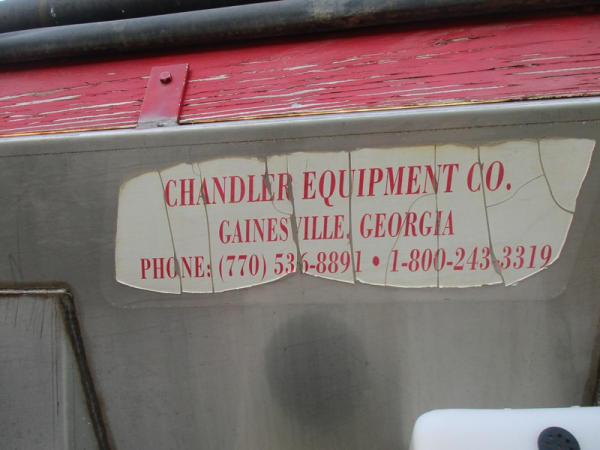 CHANDLER EQUIPMENT CO.
GAINESVILLE, GEORGIA
PHONE: (770) 536-8891 • 1-800-243-3319